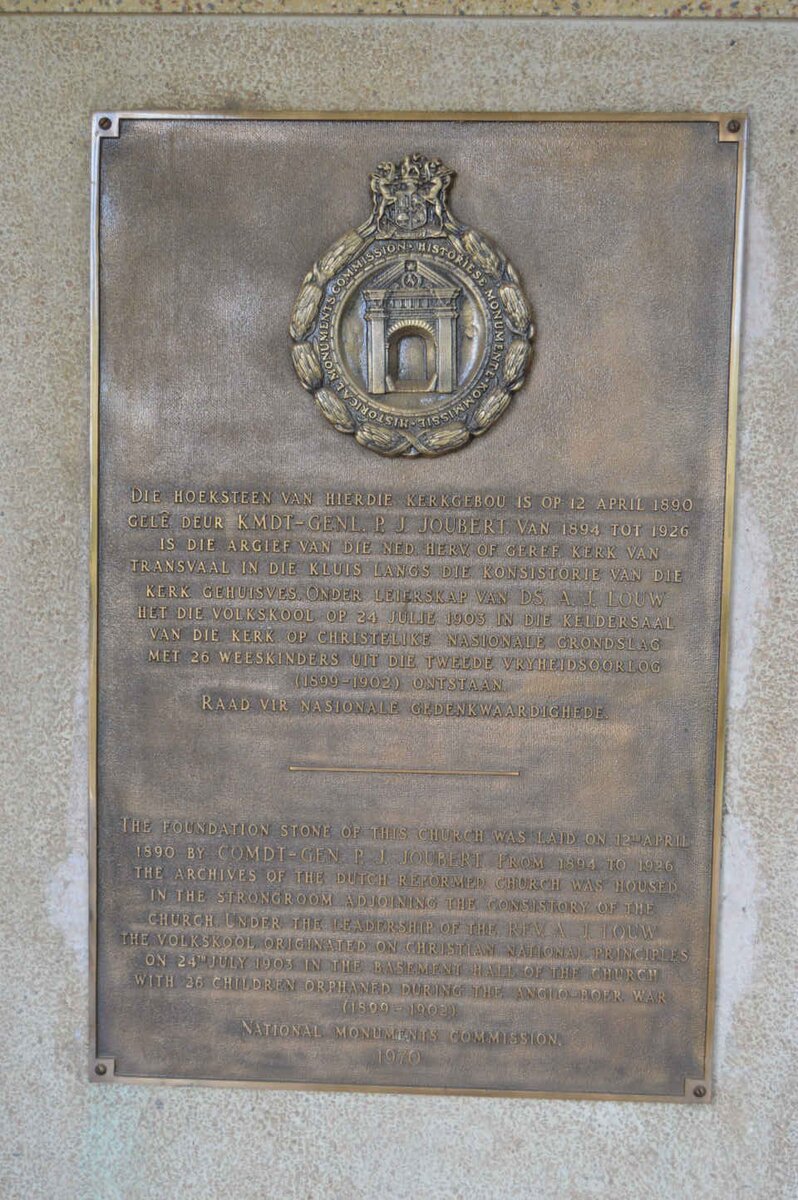 HISTORICAL MONUMENTS COMMISSION · HISTORIESE MONUMENTE-KOMMISSIE ·
DIE HOEKSTEEN VAN HIERDIE KERKGEBOU IS OP 12 APRIL 1890
GELÊ DEUR KMDT-GENL. P. J. JOUBERT. VAN 1894 TOT 1926
IS DIE ARGIEF VAN DIE NED. HERV. OF GEREF. KERK VAN
TRANSVAAL IN DIE KLUIS LANGS DIE KONSISTORIE VAN DIE
KERK GEHUISVES. ONDER LEIERSKAP VAN DS. A. J. LOUW
HET DIE VOLKSKOOL OP 24 JULIE 1903 IN DIE KELDERSAAL
VAN DIE KERK OP CHRISTELIKE NASIONALE GRONDSLAG
MET 26 WEESKINDERS UIT DIE TWEEDE VRYHEIDSOORLOG
(1899-1902) ONTSTAAN.
RAAD VIR NASIONALE GEDENKWAARDIGHEDE.
THE FOUNDATION STONE OF THIS CHURCH WAS LAID ON 12TH APRIL
1890 BY COMDT-GEN. P. J. JOUBERT. FROM 1894 TO 1926
THE ARCHIVES OF THE DUTCH REFORMED CHURCH WAS HOUSED
IN THE STRONGROOM ADJOINING THE CONSISTORY OF THE
CHURCH. UNDER THE LEADERSHIP OF THE REV. A. J. LOUW
THE VOLKSKOOL ORIGINATED ON CHRISTIAN NATIONAL PRINCIPLES
ON 24TH JULY 1903 IN THE BASEMENT HALL OF THE CHURCH
WITH 26 CHILDREN ORPHANED DURING THE ANGLO-BOER WAR
(1899-1902)
NATIONAL MONUMENTS COMMISSION.
1970